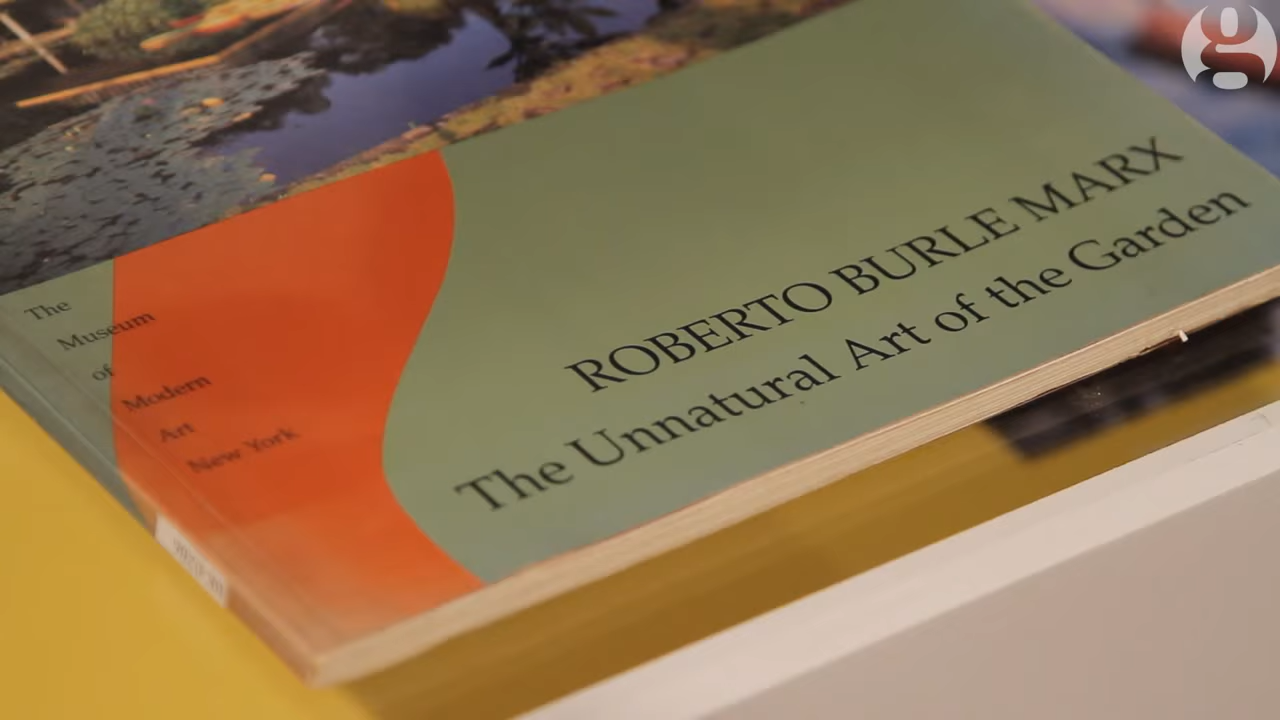 The
Museum
of
Modern
Art
New York
ROBERTO BURLE MARX
The Unnatural Art of the Garden